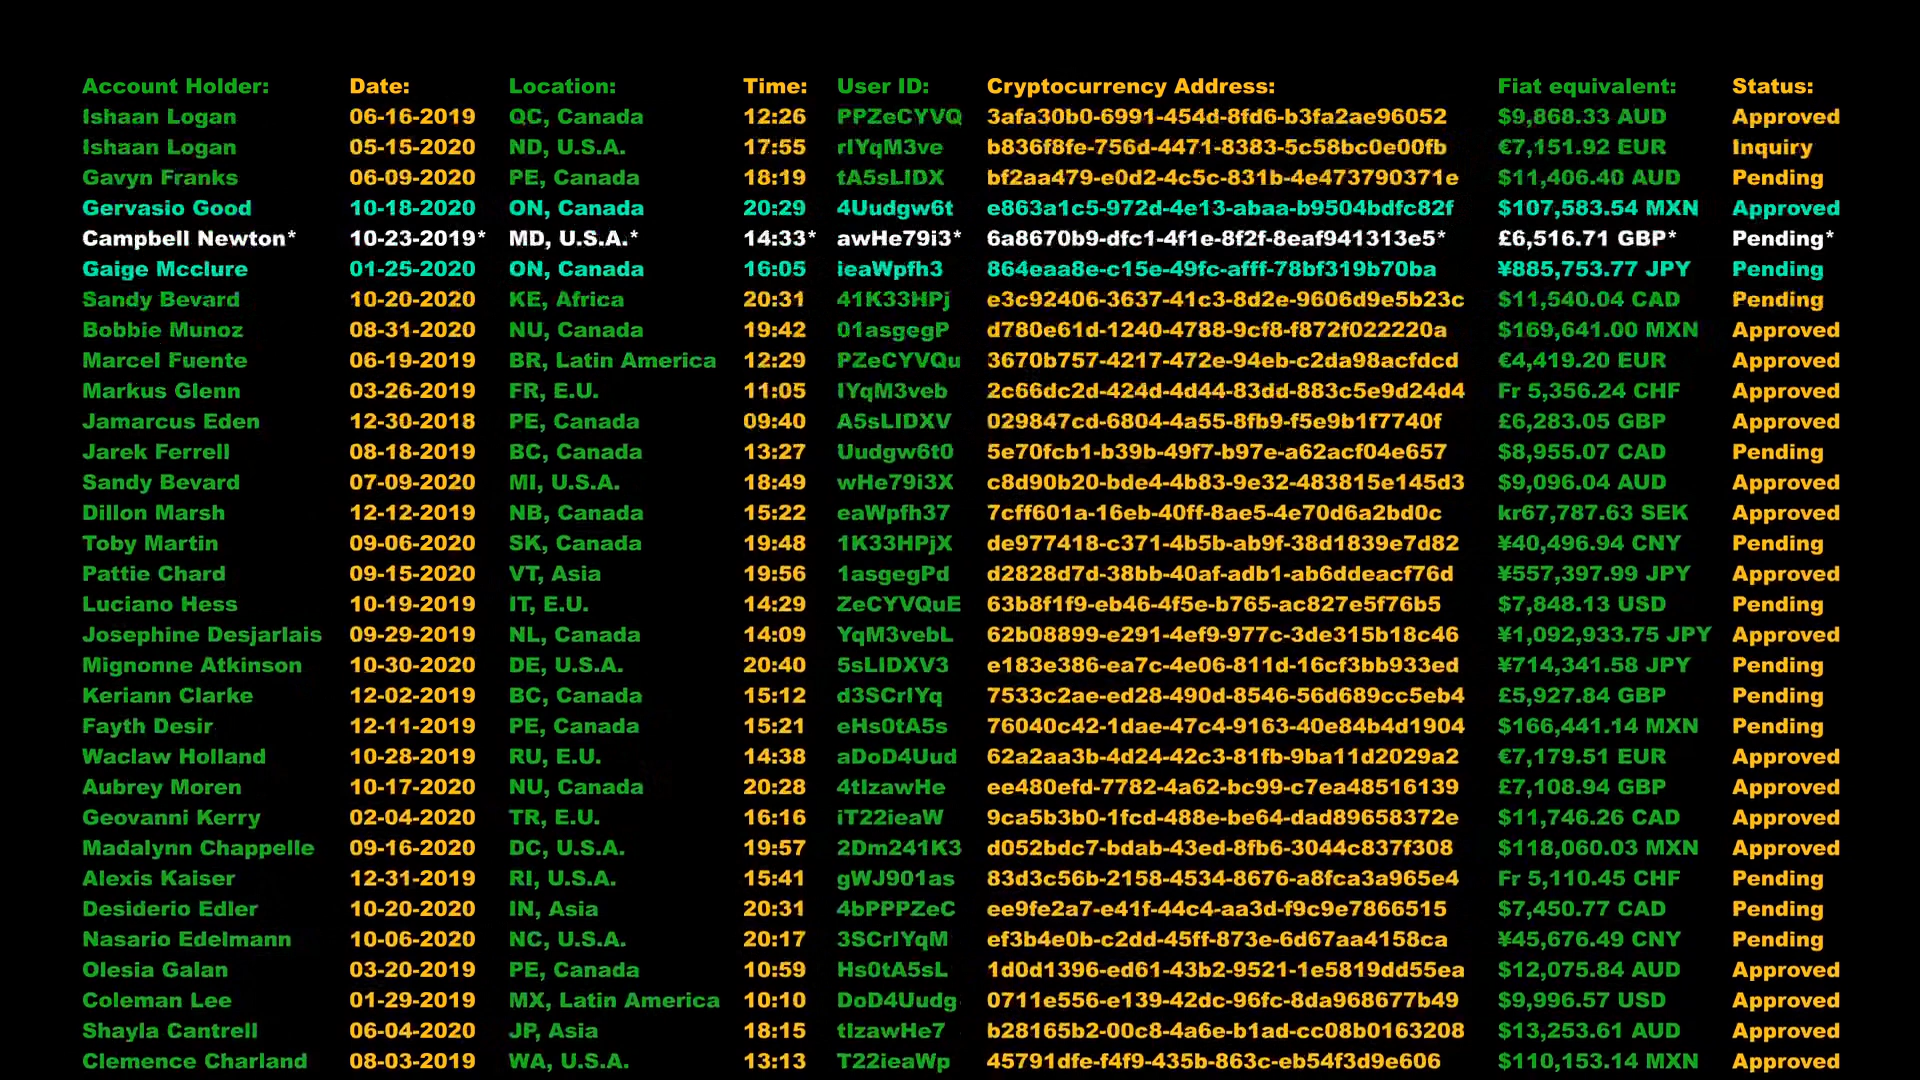 Account Holder: Date: Location: Time: User ID: Cryptocurrency Address: Fiat equivalent: Status:
Ishaan Logan 06-16-2019 QC, Canada 12:26 PPZeCYVQ 3afa30b0-6991-454d-8fd6-b3fa2ae96052 $9,868.33 AUD Approved
Ishaan Logan 05-15-2020 ND, U.S.A. 17:55 rIYqM3ve b836f8fe-756d-4471-8383-5c58bc0e00fb €7,151.92 EUR Inquiry
Gavyn Franks 06-09-2020 PE, Canada 18:19 tA5sLIDX bf2aa479-e0d2-4c5c-831b-4e473790371e $11,406.40 AUD Pending
Gervasio Good 10-18-2020 ON, Canada 20:29 4Uudgw6t e863a1c5-972d-4e13-abaa-b9504bdfc82f $107,583.54 MXN Approved
Campbell Newton* 10-23-2019* MD, U.S.A.* 14:33* awHe79i3* 6a8670b9-dfc1-4f1e-8f2f-8eaf941313e5* £6,516.71 GBP* Pending*
Gaige Mcclure 01-25-2020 ON, Canada 16:05 ieaWpfh3 864eaa8e-c15e-49fc-afff-78bf319b70ba ¥885,753.77 JPY Pending
Sandy Bevard 10-20-2020 KE, Africa 20:31 41K33HPj e3c92406-3637-41c3-8d2e-9606d9e5b23c $11,540.04 CAD Pending
Bobbie Munoz 08-31-2020 NU, Canada 19:42 01asgegP d780e61d-1240-4788-9cf8-f872f022220a $169,641.00 MXN Approved
Marcel Fuente 06-19-2019 BR, Latin America 12:29 PZeCYVQu 3670b757-4217-472e-94eb-c2da98acfdcd €4,419.20 EUR Approved
Markus Glenn 03-26-2019 FR, E.U. 11:05 IYqM3veb 2c66dc2d-424d-4d44-83dd-883c5e9d24d4 Fr 5,356.24 CHF Approved
Jamarcus Eden 12-30-2018 PE, Canada 09:40 A5sLIDXV 029847cd-6804-4a55-8fb9-f5e9b1f7740f £6,283.05 GBP Approved
Jarek Ferrell 08-18-2019 BC, Canada 13:27 Uudgw6t0 5e70fcb1-b39b-49f7-b97e-a62acf04e657 $8,955.07 CAD Pending
Sandy Bevard 07-09-2020 MI, U.S.A. 18:49 wHe79i3X c8d90b20-bde4-4b83-9e32-483815e145d3 $9,096.04 AUD Approved
Dillon Marsh 12-12-2019 NB, Canada 15:22 eaWpfh37 7cff601a-16eb-40ff-8ae5-4e70d6a2bd0c kr67,787.63 SEK Approved
Toby Martin 09-06-2020 SK, Canada 19:48 1K33HPjX de977418-c371-4b5b-ab9f-38d1839e7d82 ¥40,496.94 CNY Pending
Pattie Chard 09-15-2020 VT, Asia 19:56 1asgegPd d2828d7d-38bb-40af-adb1-ab6ddeacf76d ¥557,397.99 JPY Approved
Luciano Hess 10-19-2019 IT, E.U. 14:29 ZeCYVQuE 63b8f1f9-eb46-4f5e-b765-ac827e5f76b5 $7,848.13 USD Pending
Josephine Desjarlais 09-29-2019 NL, Canada 14:09 YqM3vebL 62b08899-e291-4ef9-977c-3de315b18c46 ¥1,092,933.75 JPY Approved
Mignonne Atkinson 10-30-2020 DE, U.S.A. 20:40 5sLIDXV3 e183e386-ea7c-4e06-811d-16cf3bb933ed ¥714,341.58 JPY Pending
Keriann Clarke 12-02-2019 BC, Canada 15:12 d3SCrIYq 7533c2ae-ed28-490d-8546-56d689cc5eb4 £5,927.84 GBP Pending
Fayth Desir 12-11-2019 PE, Canada 15:21 eHs0tA5s 76040c42-1dae-47c4-9163-40e84b4d1904 $166,441.14 MXN Pending
Waclaw Holland 10-28-2019 RU, E.U. 14:38 aDoD4Uud 62a2aa3b-4d24-42c3-81fb-9ba11d2029a2 €7,179.51 EUR Approved
Aubrey Moren 10-17-2020 NU, Canada 20:28 4tIzawHe ee480efd-7782-4a62-bc99-c7ea48516139 £7,108.94 GBP Approved
Geovanni Kerry 02-04-2020 TR, E.U. 16:16 iT22ieaW 9ca5b3b0-1fcd-488e-be64-dad89658372e $11,746.26 CAD Approved
Madalynn Chappelle 09-16-2020 DC, U.S.A. 19:57 2Dm241K3 d052bdc7-bdab-43ed-8fb6-3044c837f308 $118,060.03 MXN Approved
Alexis Kaiser 12-31-2019 RI, U.S.A. 15:41 gWJ901as 83d3c56b-2158-4534-8676-a8fca3a965e4 Fr 5,110.45 CHF Pending
Desiderio Edler 10-20-2020 IN, Asia 20:31 4bPPPZeC ee9fe2a7-e41f-44c4-aa3d-f9c9e7866515 $7,450.77 CAD Pending
Nasario Edelmann 10-06-2020 NC, U.S.A. 20:17 3SCrIYqM ef3b4e0b-c2dd-45ff-873e-6d67aa4158ca ¥45,676.49 CNY Pending
Olesia Galan 03-20-2019 PE, Canada 10:59 Hs0tA5sL 1d0d1396-ed61-43b2-9521-1e5819dd55ea $12,075.84 AUD Approved
Coleman Lee 01-29-2019 MX, Latin America 10:10 DoD4Uudg 0711e556-e139-42dc-96fc-8da968677b49 $9,996.57 USD Approved
Shayla Cantrell 06-04-2020 JP, Asia 18:15 tIzawHe7 b28165b2-00c8-4a6e-b1ad-cc08b0163208 $13,253.61 AUD Approved
Clemence Charland 08-03-2019 WA, U.S.A. 13:13 T22ieaWp 45791dfe-f4f9-435b-863c-eb54f3d9e606 $110,153.14 MXN Approved